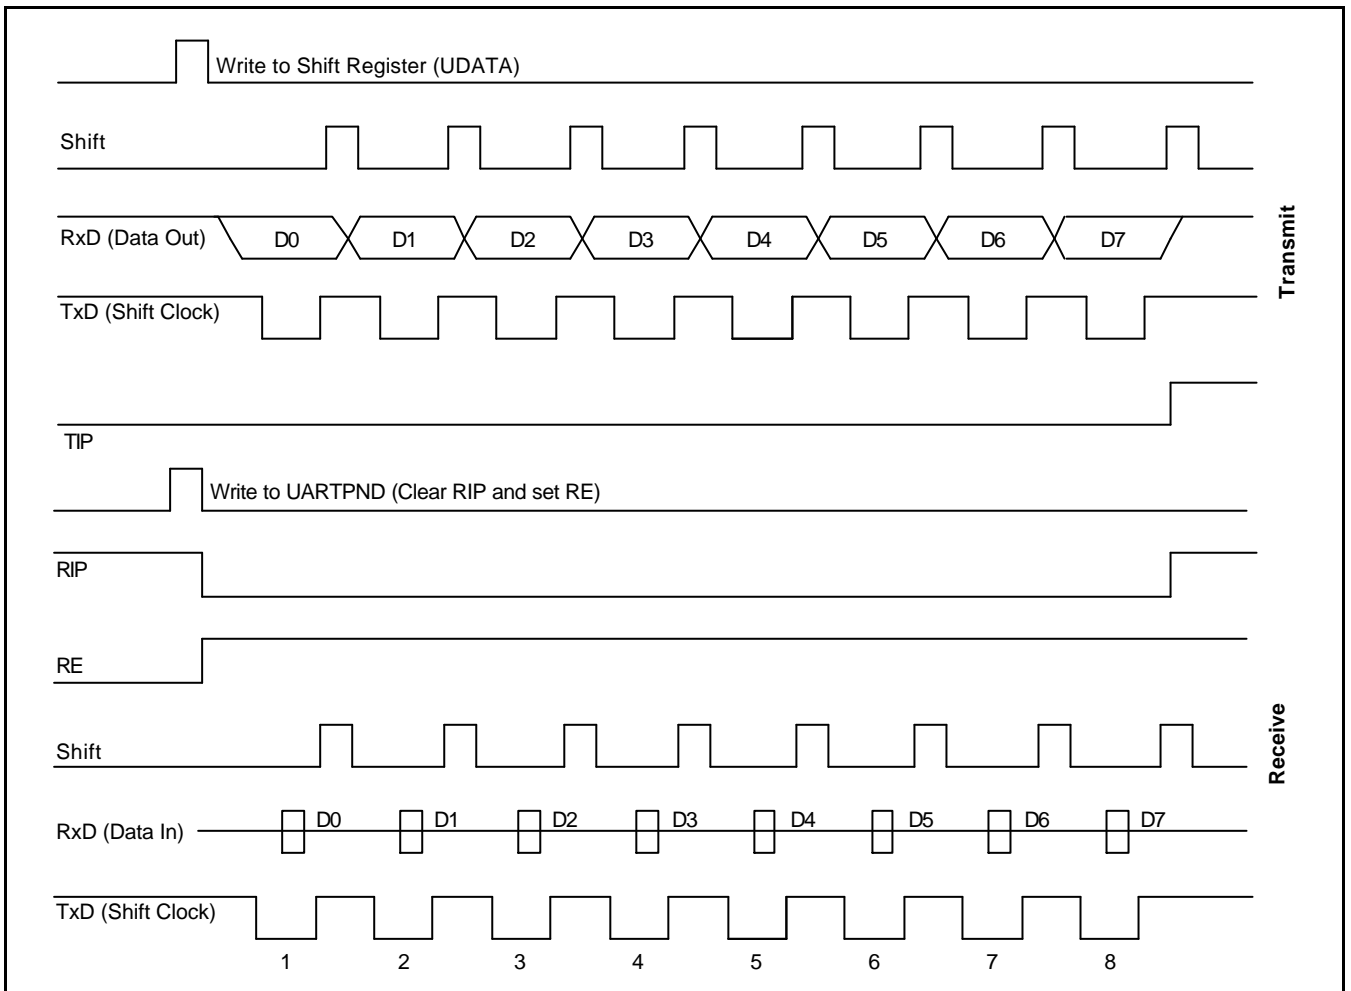 Write to Shift Register (UDATA)
Shift
RxD (Data Out) D0 D1 D2 D3 D4 D5 D6 D7
TxD (Shift Clock)
TIP
Transmit
Write to UARTPND (Clear RIP and set RE)
RIP
RE
Shift
RxD (Data In) D0 D1 D2 D3 D4 D5 D6 D7
TxD (Shift Clock)
1 2 3 4 5 6 7 8
Receive